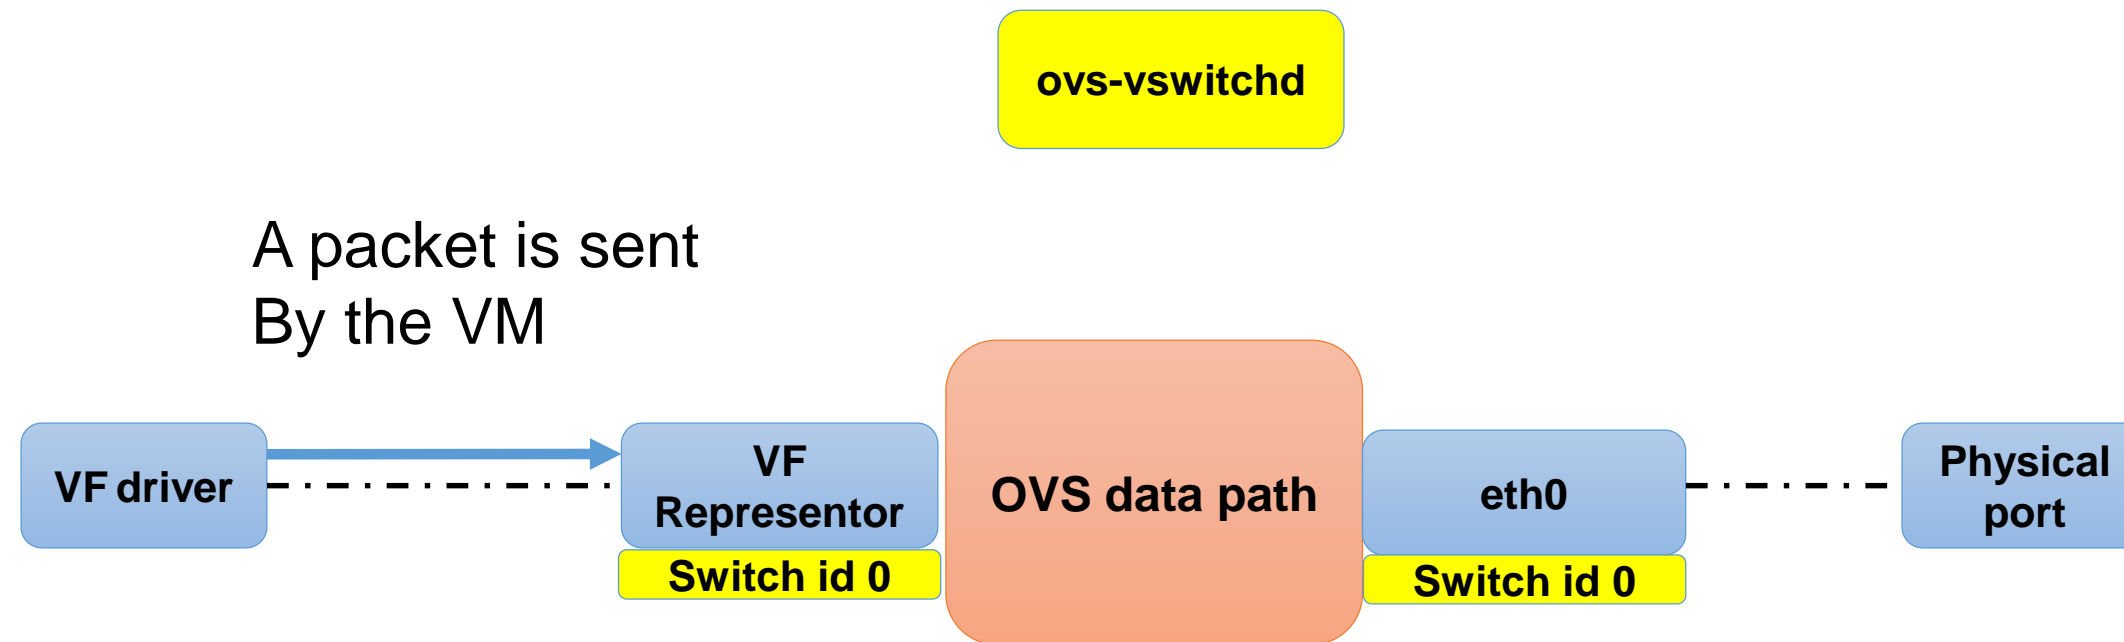 ovs-vswitchd
A packet is sent
By the VM
VF driver
VF
Representor
Switch id 0
OVS data path
eth0
Switch id 0
Physical
port